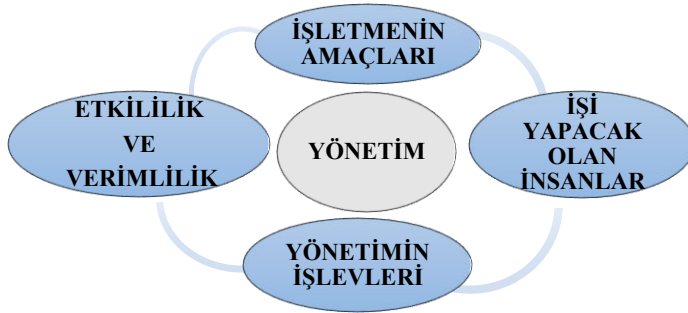 İŞLETMENİN
AMAÇLARI
ETKİLİLİK
VE
VERİMLİLİK
YÖNETİM
İŞİ
YAPACAK
OLAN
İNSANLAR
YÖNETİMİN
İŞLEVLERİ